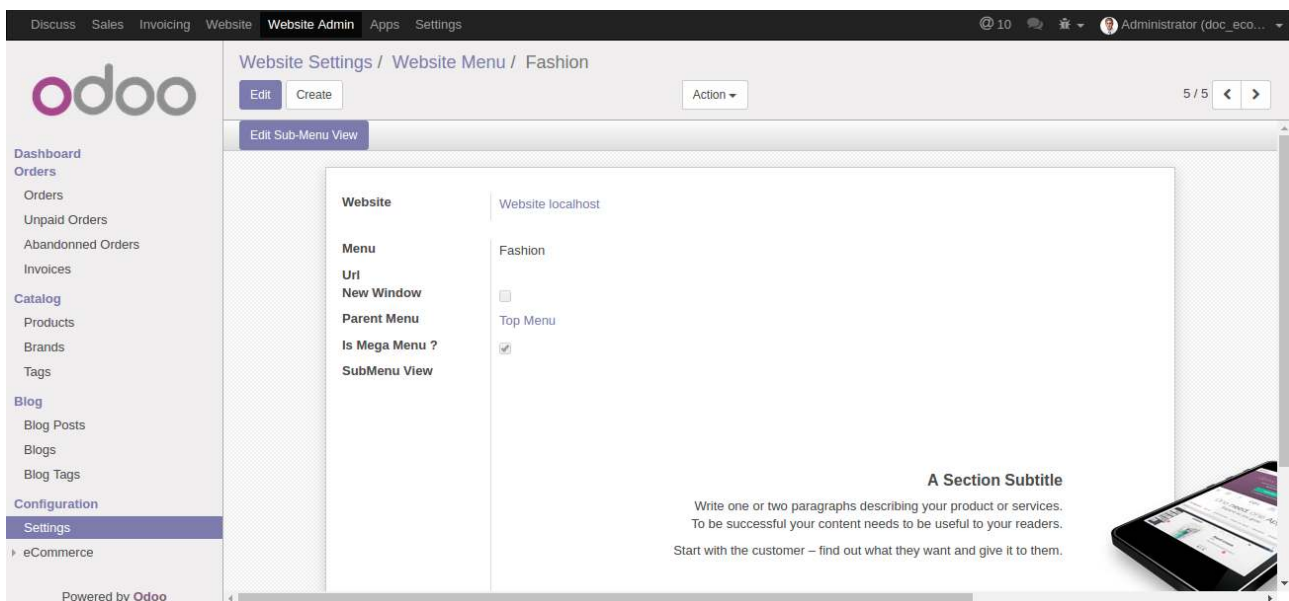 Discuss Sales Invoicing Website Website Admin Apps Settings @ 10 Administrator (doc_eco...
odoo
Website Settings / Website Menu / Fashion
Edit Create Action 5 / 5
Edit Sub-Menu View
Dashboard
Orders
Orders
Unpaid Orders
Abandonned Orders
Invoices
Catalog
Products
Brands
Tags
Blog
Blog Posts
Blogs
Blog Tags
Configuration
Settings
eCommerce
Powered by Odoo
Website Website localhost
Menu Fashion
Url
New Window
Parent Menu Top Menu
Is Mega Menu ?
SubMenu View
A Section Subtitle
Write one or two paragraphs describing your product or services.
To be successful your content needs to be useful to your readers.
Start with the customer – find out what they want and give it to them.